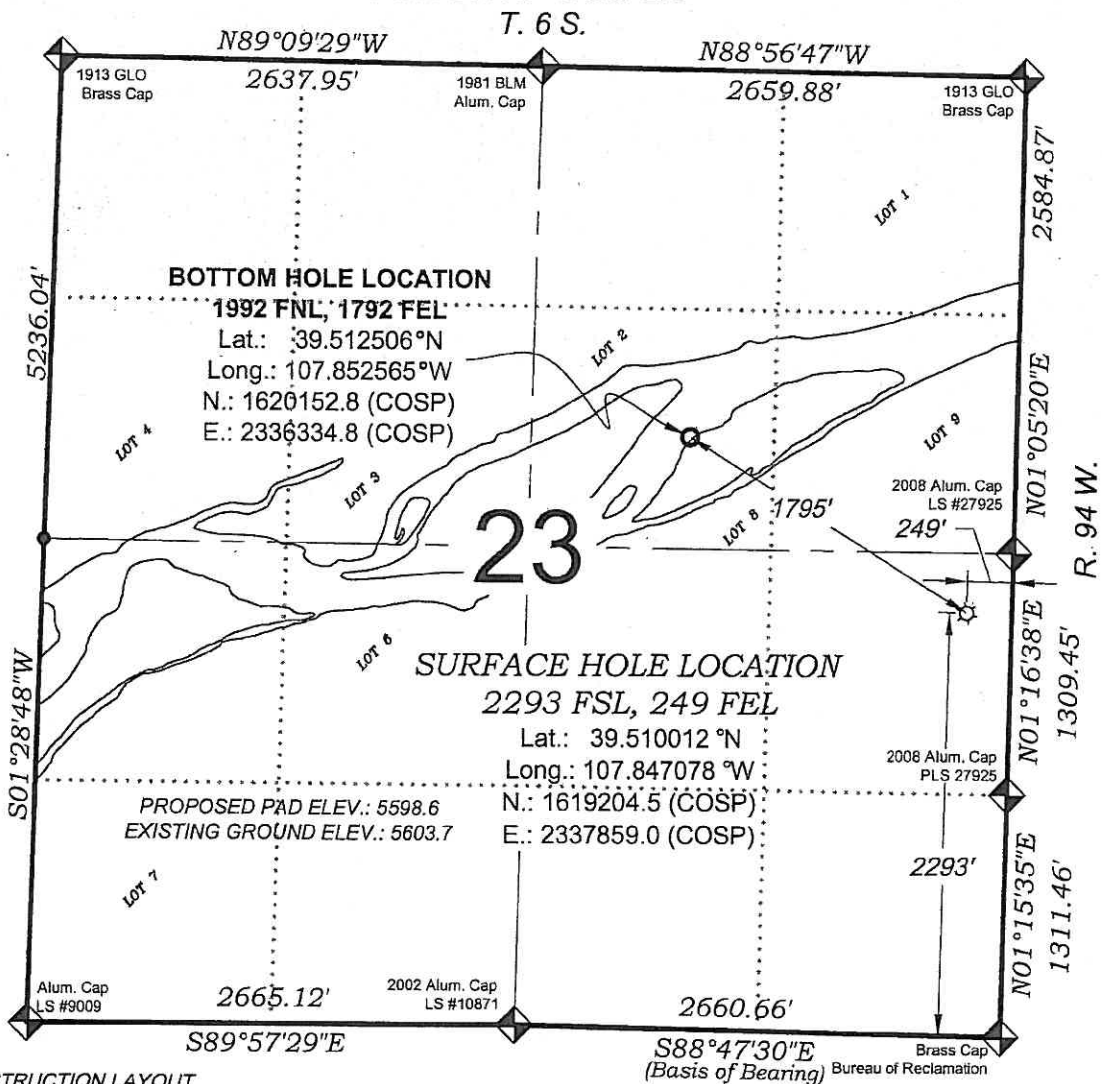 T. 6 S.
N89°09'29"W
N88°56'47"W
2637.95'
2659.88'
1913 GLO
Brass Cap
1981 BLM
Alum. Cap
1913 GLO
Brass Cap
2584.87'
LOT 1
BOTTOM HOLE LOCATION
1992 FNL, 1792 FEL
Lat.: 39.512506°N
Long.: 107.852565°W
N.: 1620152.8 (COSP)
E.: 2336334.8 (COSP)
5236.04'
LOT 2
LOT 4
LOT 3
LOT 9
N01°05'20"E
2008 Alum. Cap
LS #27925
1795'
249'
LOT 8
23
R. 94 W.
LOT 6
SURFACE HOLE LOCATION
2293 FSL, 249 FEL
Lat.: 39.510012 °N
Long.: 107.847078 °W
N.: 1619204.5 (COSP)
E.: 2337859.0 (COSP)
N01°16'38"E
1309.45'
S01°28'48"W
2008 Alum. Cap
PLS 27925
PROPOSED PAD ELEV.: 5598.6
EXISTING GROUND ELEV.: 5603.7
2293'
LOT 7
N01°15'35"E
1311.46'
Alum. Cap
LS #9009
2665.12'
2002 Alum. Cap
LS #10871
2660.66'
S89°57'29"E
S88°47'30"E
(Basis of Bearing)
Brass Cap
Bureau of Reclamation
STRUCTION LAYOUT